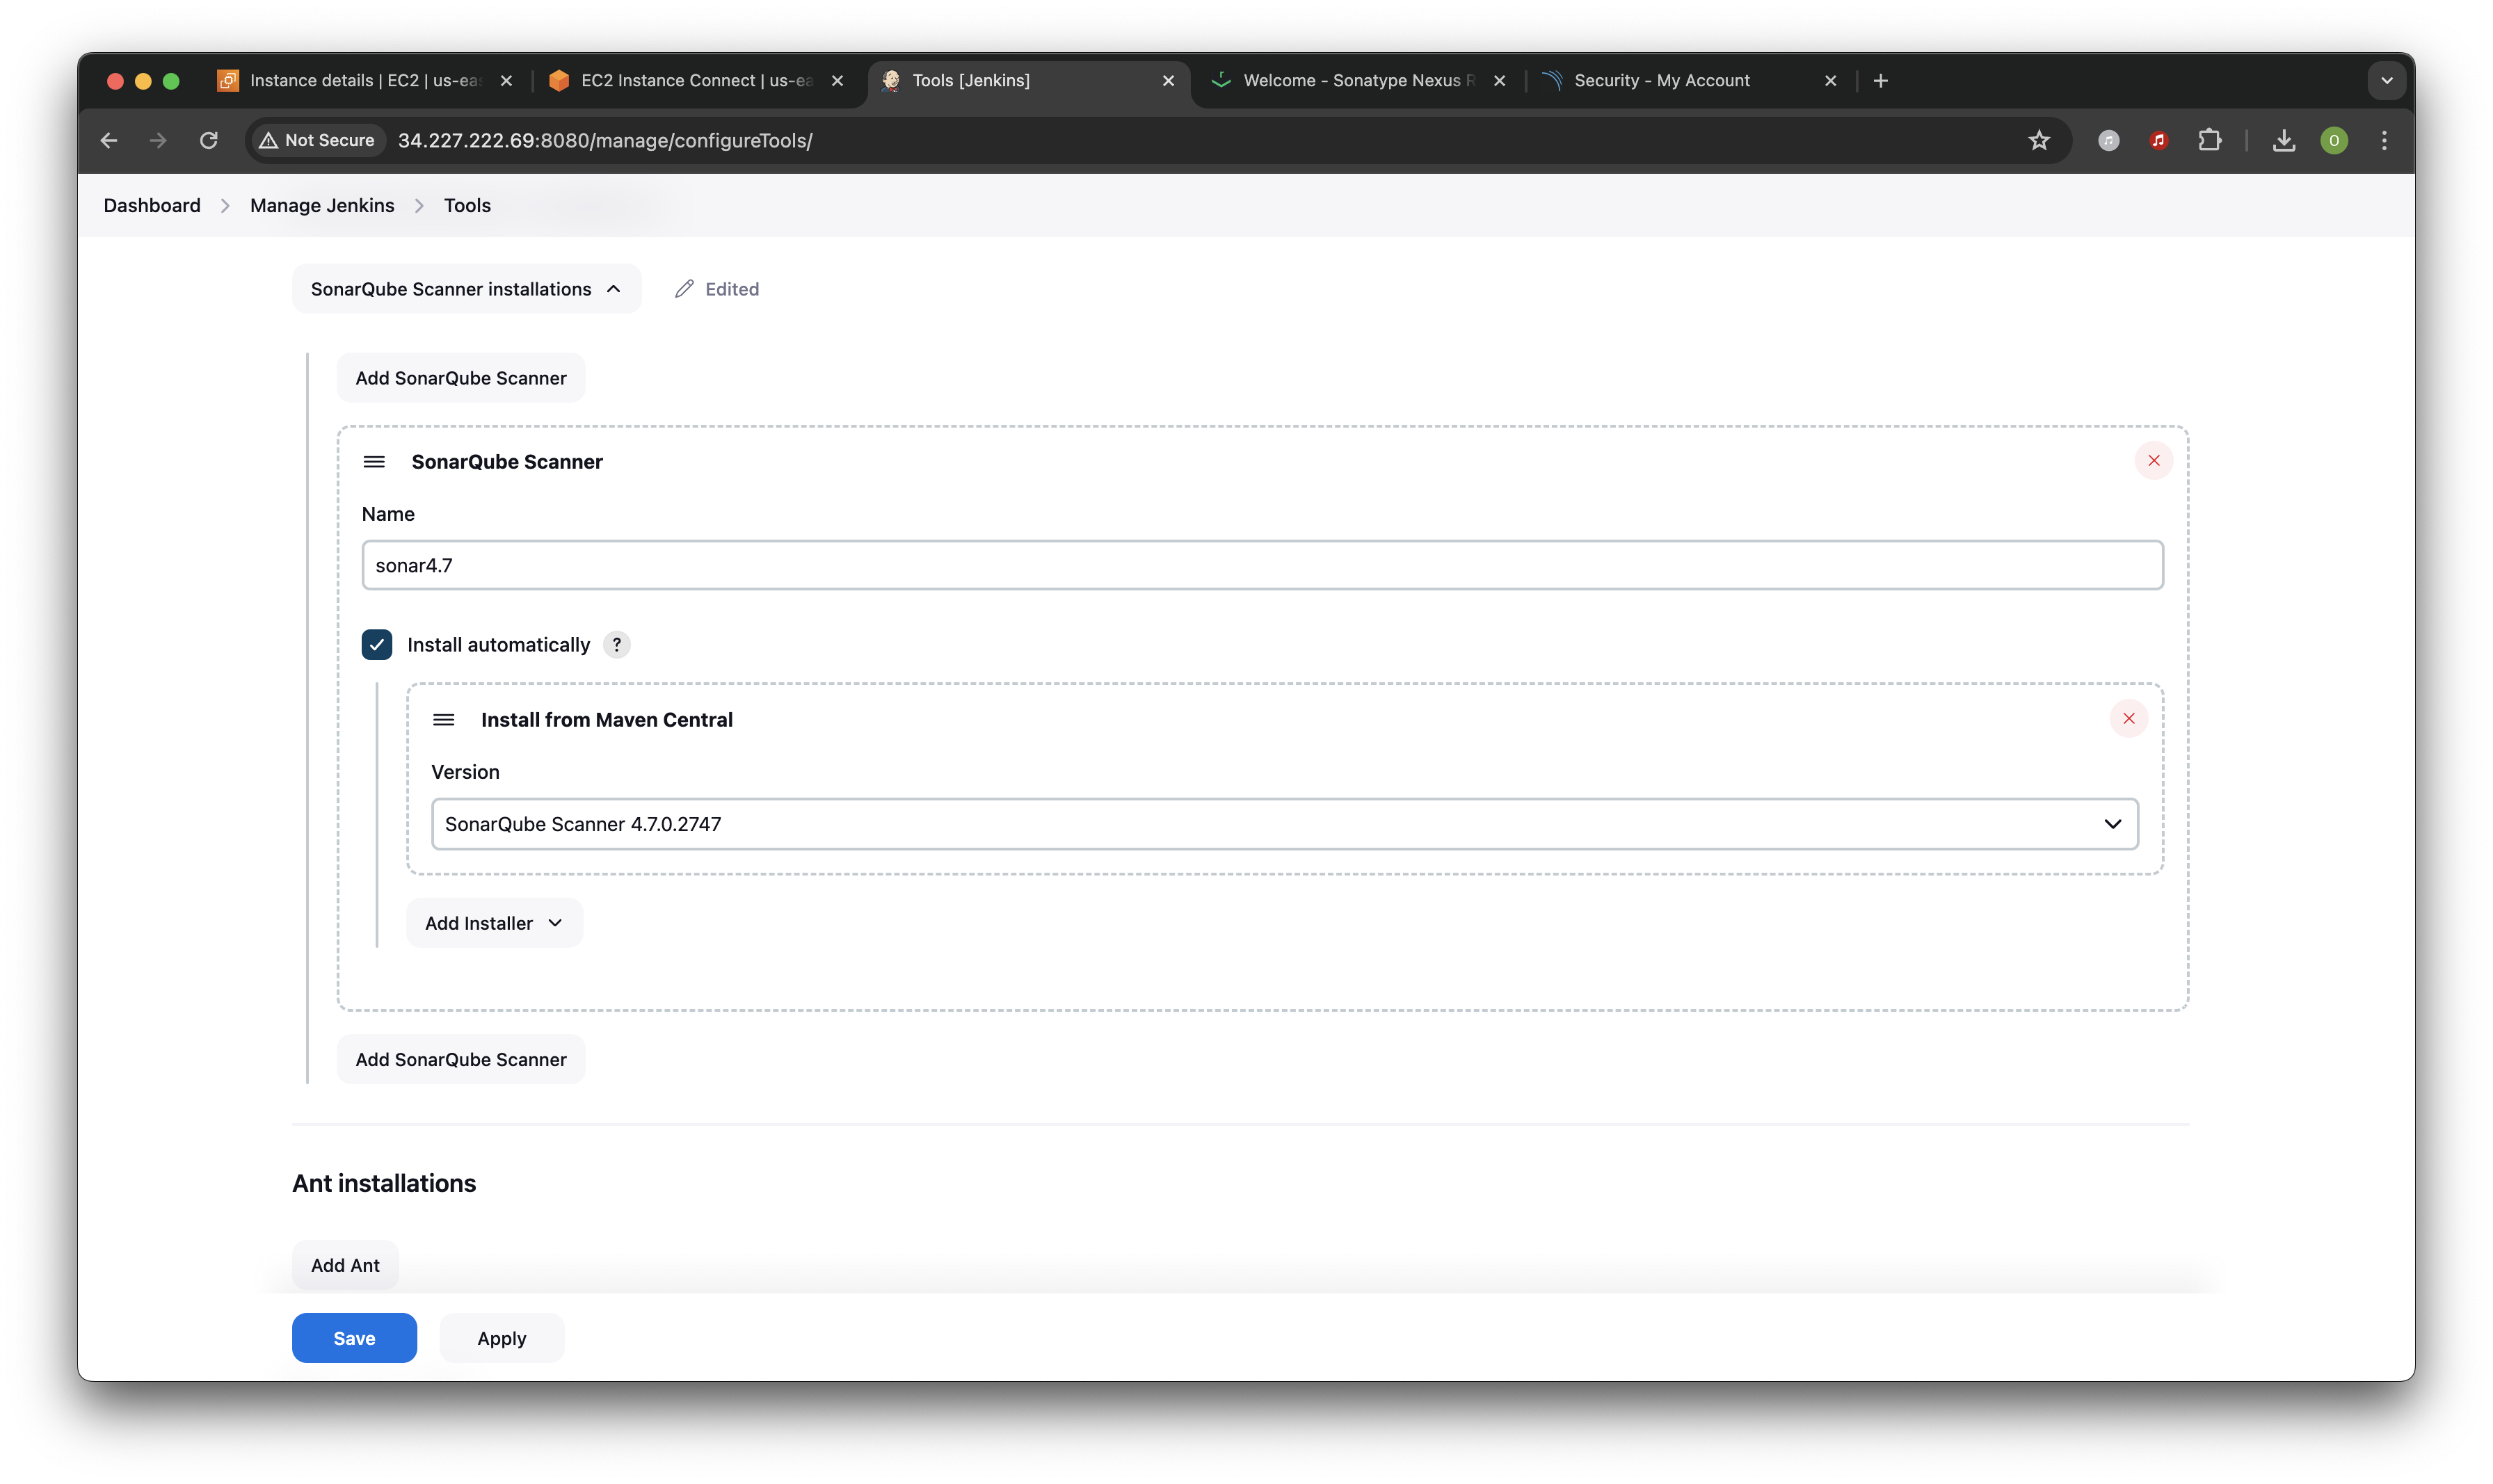 Instance details | EC2 | us-eas
EC2 Instance Connect | us-ea
Tools [Jenkins]
Welcome - Sonatype Nexus R
Security - My Account
Not Secure
34.227.222.69:8080/manage/configureTools/
O
Dashboard
Manage Jenkins
Tools
SonarQube Scanner installations
Edited
Add SonarQube Scanner
SonarQube Scanner
Name
sonar4.7
Install automatically
?
Install from Maven Central
Version
SonarQube Scanner 4.7.0.2747
Add Installer
Add SonarQube Scanner
Ant installations
Add Ant
Save
Apply